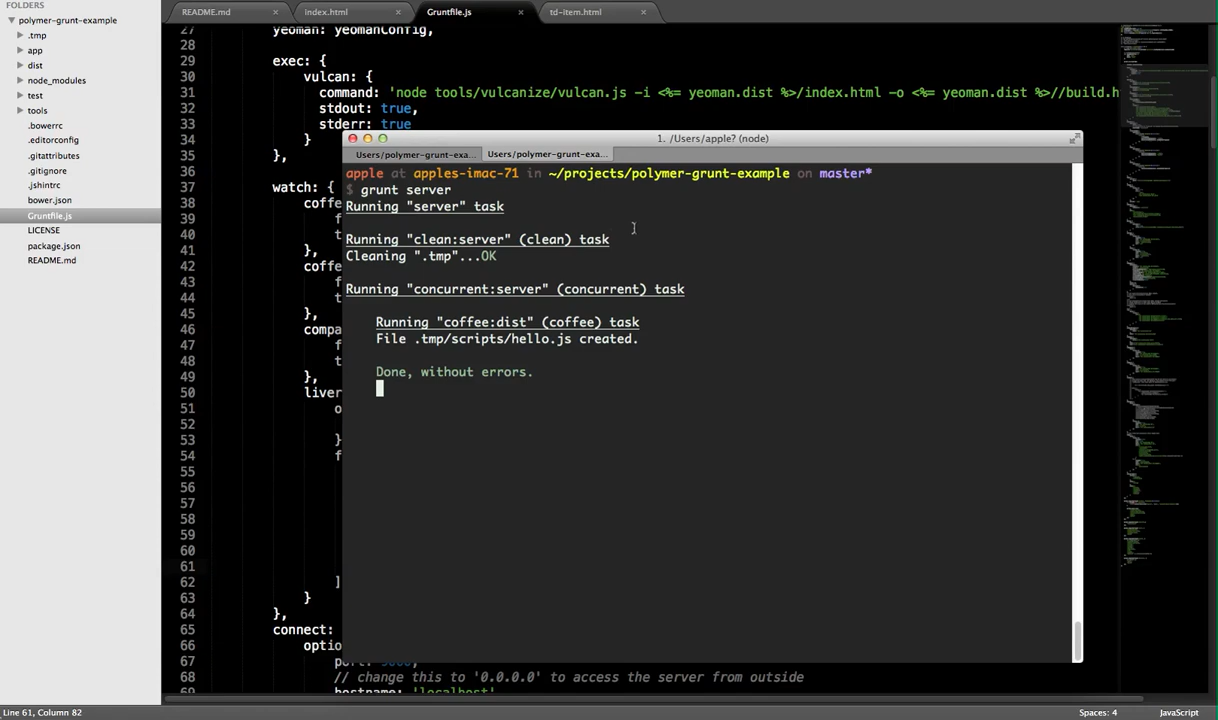 FOLDERS
polymer-grunt-example
.tmp
app
dist
node_modules
test
tools
.bowerrc
.editorconfig
.gitattributes
.gitignore
.jshintrc
bower.json
Gruntfile.js
LICENSE
package.json
README.md
README.md
index.html
Gruntfile.js
td-item.html
27 yeoman: yeomanConfig,
28
29 exec: {
30 vulcan: {
31 command: 'node tools/vulcanize/vulcan.js -i <%= yeoman.dist %>/index.html -o <%= yeoman.dist %>//build.h
32 stdout: true,
33 stderr: true
34 }
35 },
36
37 watch: {
38 coffe
39 f
40 t
41 },
42 coffe
43 f
44 t
45 },
46 compa
47 f
48 t
49 },
50 liver
51 o
52
53 }
54 f
55
56
57
58
59
60
61
62 ]
63 }
64 },
65 connect:
66 optio
67
68 // change this to '0.0.0.0' to access the server from outside
69 hostname: 'localhost'
1. /Users/apple? (node)
Users/polymer-grunt-exa...
Users/polymer-grunt-exa...
apple at apples-imac-71 in ~/projects/polymer-grunt-example on master*
$ grunt server
Running "server" task
Running "clean:server" (clean) task
Cleaning ".tmp"...OK
Running "concurrent:server" (concurrent) task
Running "coffee:dist" (coffee) task
File .tmp/scripts/hello.js created.
Done, without errors.
Line 61, Column 82
Spaces: 4
JavaScript